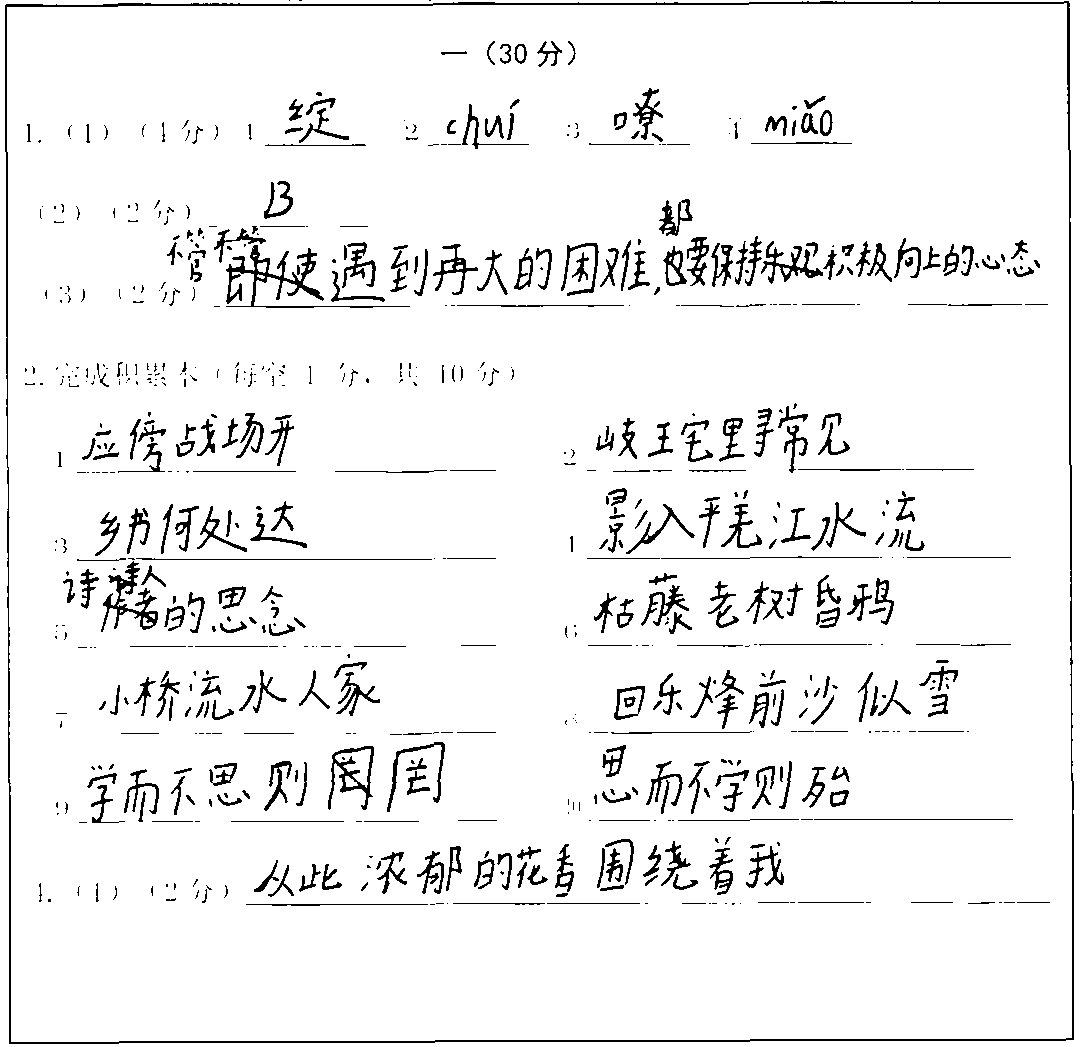 一（30分）
1.（1）（4分）1 绽 2 chuí 3 嘹 4 miǎo
（2）（2分） B
不管不管 都
（3）（2分）即使遇到再大的困难,也要保持乐观积极向上的心态
2.完成积累本（每空 1 分，共 10 分）
1 应傍战场开 2 岐王宅里寻常见
3 乡书何处达 4 影入平羌江水流
诗 诗人
5 作者的思念 6 枯藤老树昏鸦
7 小桥流水人家 8 回乐烽前沙似雪
9 学而不思则罔 罔 10 思而不学则殆
4.（1）（2分）从此浓郁的花香围绕着我